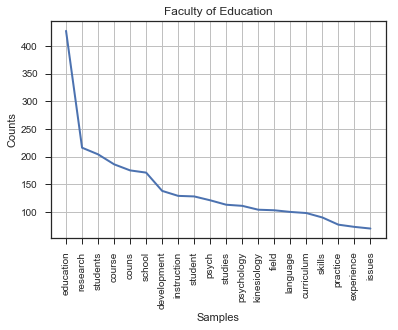 Faculty of Education
Counts
400
350
300
250
200
150
100
education
research
students
course
couns
school
development
instruction
student
psych
studies
psychology
kinesiology
field
language
curriculum
skills
practice
experience
issues
Samples